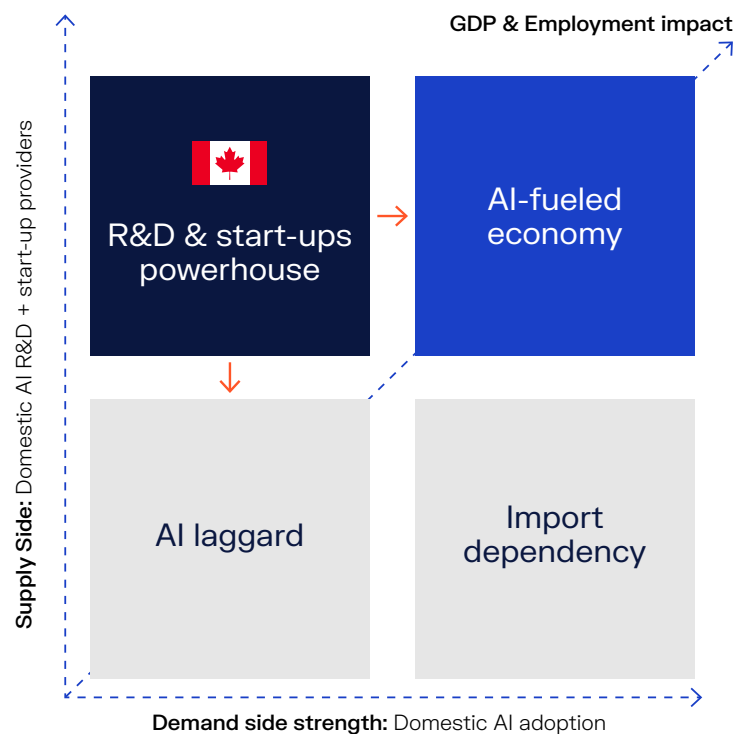 GDP & Employment impact
Supply Side: Domestic AI R&D + start-up providers
R&D & start-ups
powerhouse
AI-fueled
economy
AI laggard
Import
dependency
Demand side strength: Domestic AI adoption